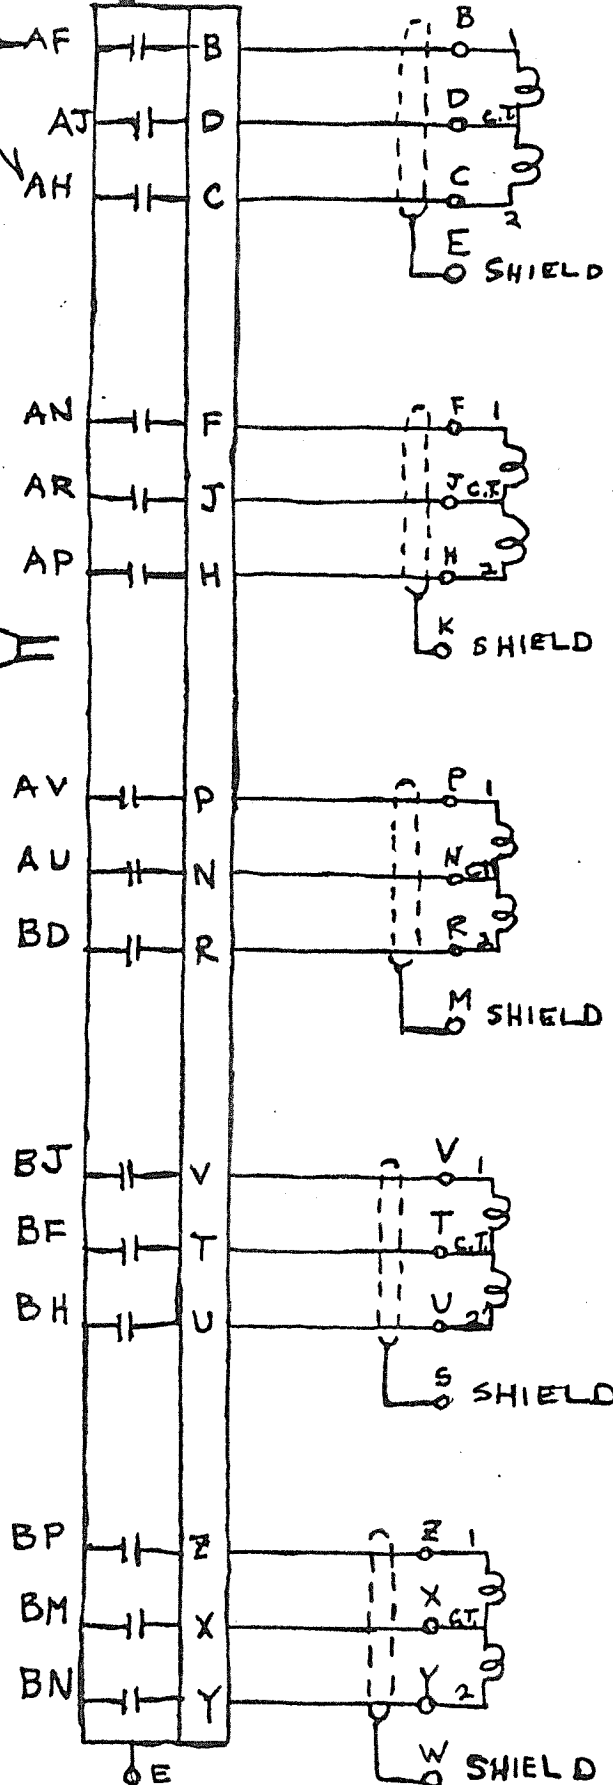 AF B B 1
AJ D D C.T.
AH C C 2
E SHIELD
AN F F 1
AR J J C.T.
AP H H 2
K SHIELD
AV P P 1
AU N N
BD R R 2
M SHIELD
BJ V V 1
BF T T C.T.
BH U U 2
S SHIELD
BP Z Z 1
BM X X C.T.
BN Y Y 2
E W SHIELD